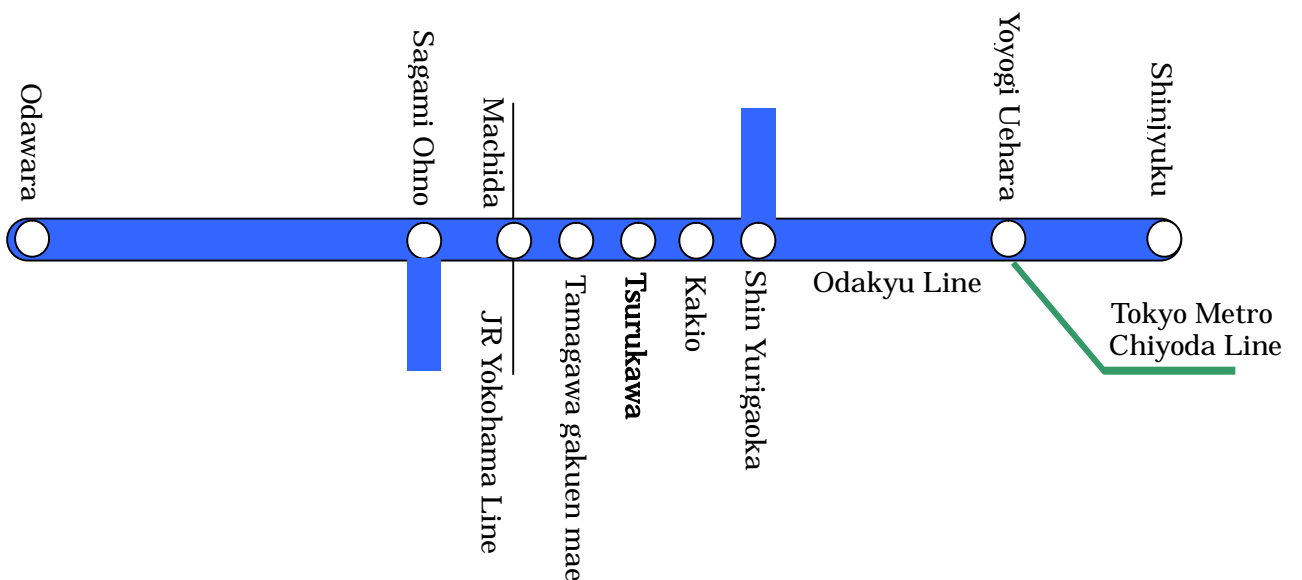 Odawara
Sagami Ohno
Machida
JR Yokohama Line
Tamagawa gakuen mae
Tsurukawa
Kakio
Shin Yurigaoka
Odakyu Line
Yoyogi Uehara
Shinjyuku
Tokyo Metro
Chiyoda Line